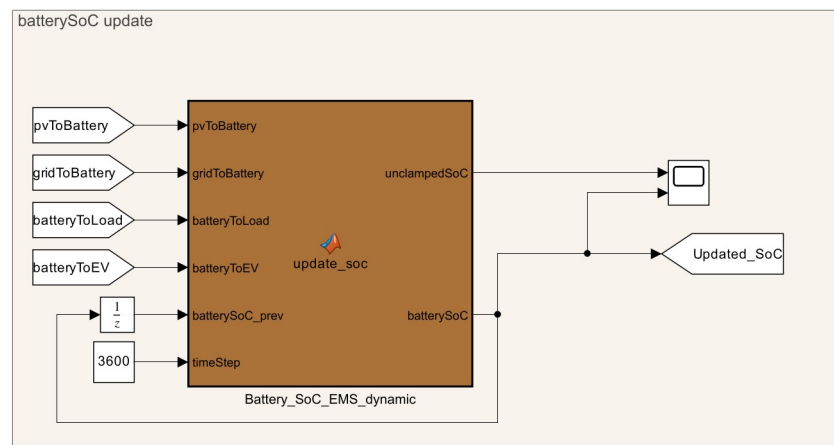 batterySoC update
pvToBattery
pvToBattery
gridToBattery
gridToBattery
unclampedSoC
batteryToLoad
batteryToLoad
update_soc
Updated_SoC
batteryToEV
batteryToEV
1
z
batterySoC_prev
batterySoC
3600
timeStep
Battery_SoC_EMS_dynamic